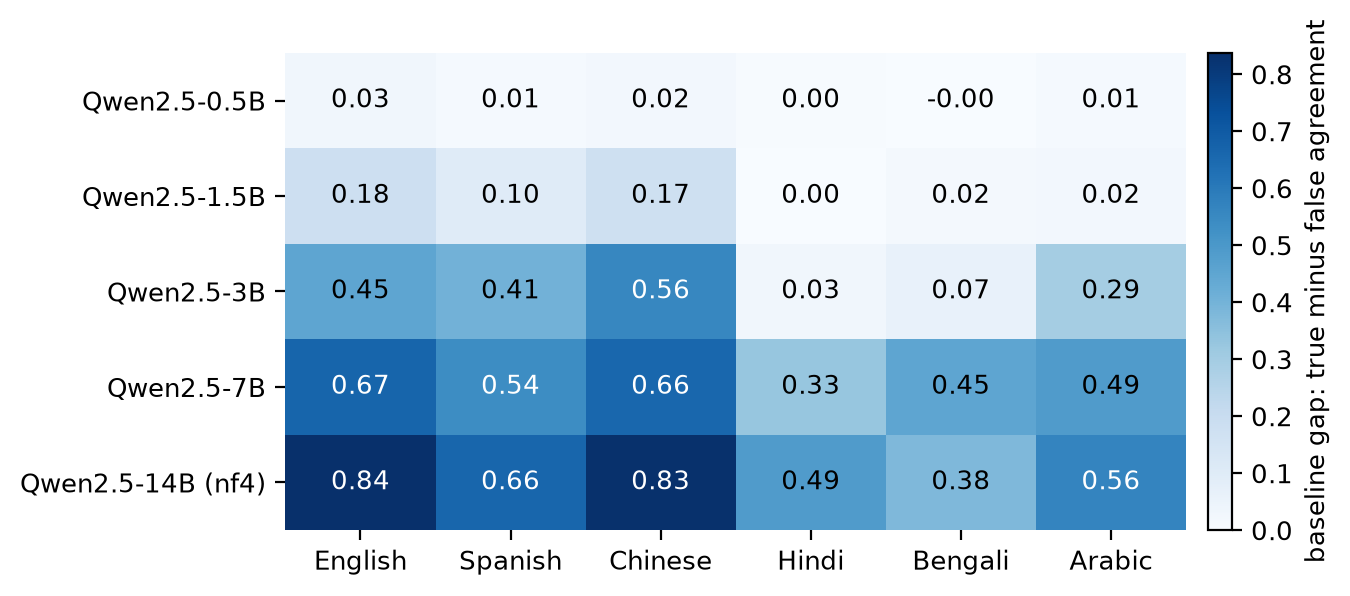 Qwen2.5-0.5B 0.03 0.01 0.02 0.00 -0.00 0.01
Qwen2.5-1.5B 0.18 0.10 0.17 0.00 0.02 0.02
Qwen2.5-3B 0.45 0.41 0.56 0.03 0.07 0.29
Qwen2.5-7B 0.67 0.54 0.66 0.33 0.45 0.49
Qwen2.5-14B (nf4) 0.84 0.66 0.83 0.49 0.38 0.56
English Spanish Chinese Hindi Bengali Arabic
0.8
0.7
0.6
0.5
0.4
0.3
0.2
0.1
0.0
baseline gap: true minus false agreement